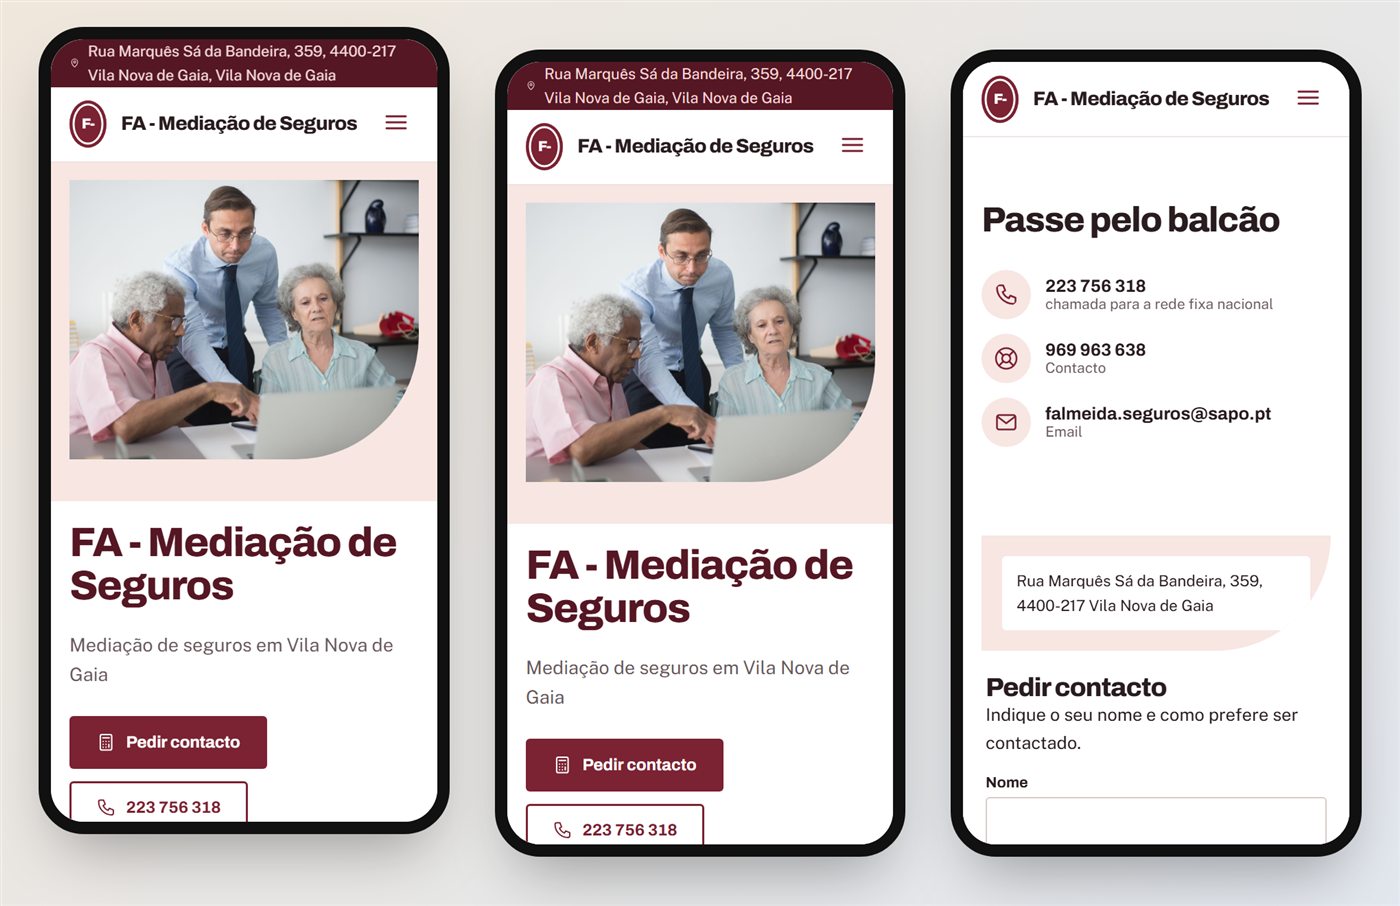 Rua Marquês Sá da Bandeira, 359, 4400-217
Vila Nova de Gaia, Vila Nova de Gaia
F-
FA - Mediação de Seguros
FA - Mediação de
Seguros
Mediação de seguros em Vila Nova de
Gaia
Pedir contacto
223 756 318
Rua Marquês Sá da Bandeira, 359, 4400-217
Vila Nova de Gaia, Vila Nova de Gaia
F-
FA - Mediação de Seguros
FA - Mediação de
Seguros
Mediação de seguros em Vila Nova de
Gaia
Pedir contacto
223 756 318
F-
FA - Mediação de Seguros
Passe pelo balcão
223 756 318
chamada para a rede fixa nacional
969 963 638
Contacto
falmeida.seguros@sapo.pt
Email
Rua Marquês Sá da Bandeira, 359,
4400-217 Vila Nova de Gaia
Pedir contacto
Indique o seu nome e como prefere ser
contactado.
Nome